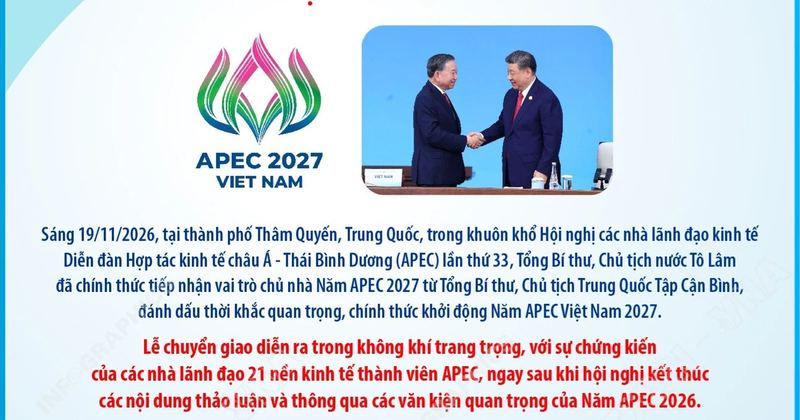 APEC 2027
VIET NAM
VIET NAM
Sáng 19/11/2026, tại thành phố Thâm Quyến, Trung Quốc, trong khuôn khổ Hội nghị các nhà lãnh đạo kinh tế
Diễn đàn Hợp tác kinh tế châu Á - Thái Bình Dương (APEC) lần thứ 33, Tổng Bí thư, Chủ tịch nước Tô Lâm
đã chính thức tiếp nhận vai trò chủ nhà Năm APEC 2027 từ Tổng Bí thư, Chủ tịch Trung Quốc Tập Cận Bình,
đánh dấu thời khắc quan trọng, chính thức khởi động Năm APEC Việt Nam 2027.
Lễ chuyển giao diễn ra trong không khí trang trọng, với sự chứng kiến
của các nhà lãnh đạo 21 nền kinh tế thành viên APEC, ngay sau khi hội nghị kết thúc
các nội dung thảo luận và thông qua các văn kiện quan trọng của Năm APEC 2026.